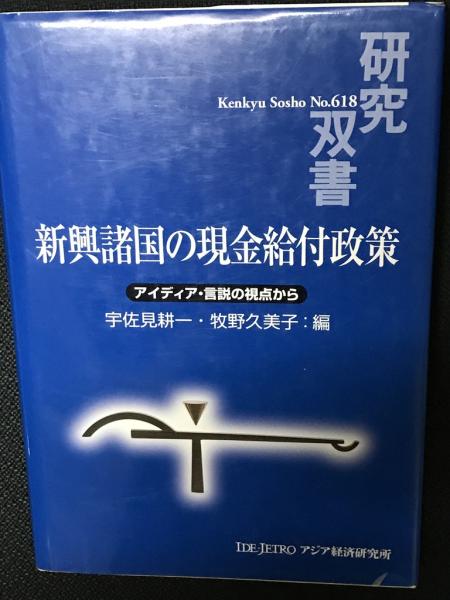 研究
双書
Kenkyu Sosho No.618
新興諸国の現金給付政策
アイディア・言説の視点から
宇佐見耕一・牧野久美子：編
IDE-JETRO アジア経済研究所